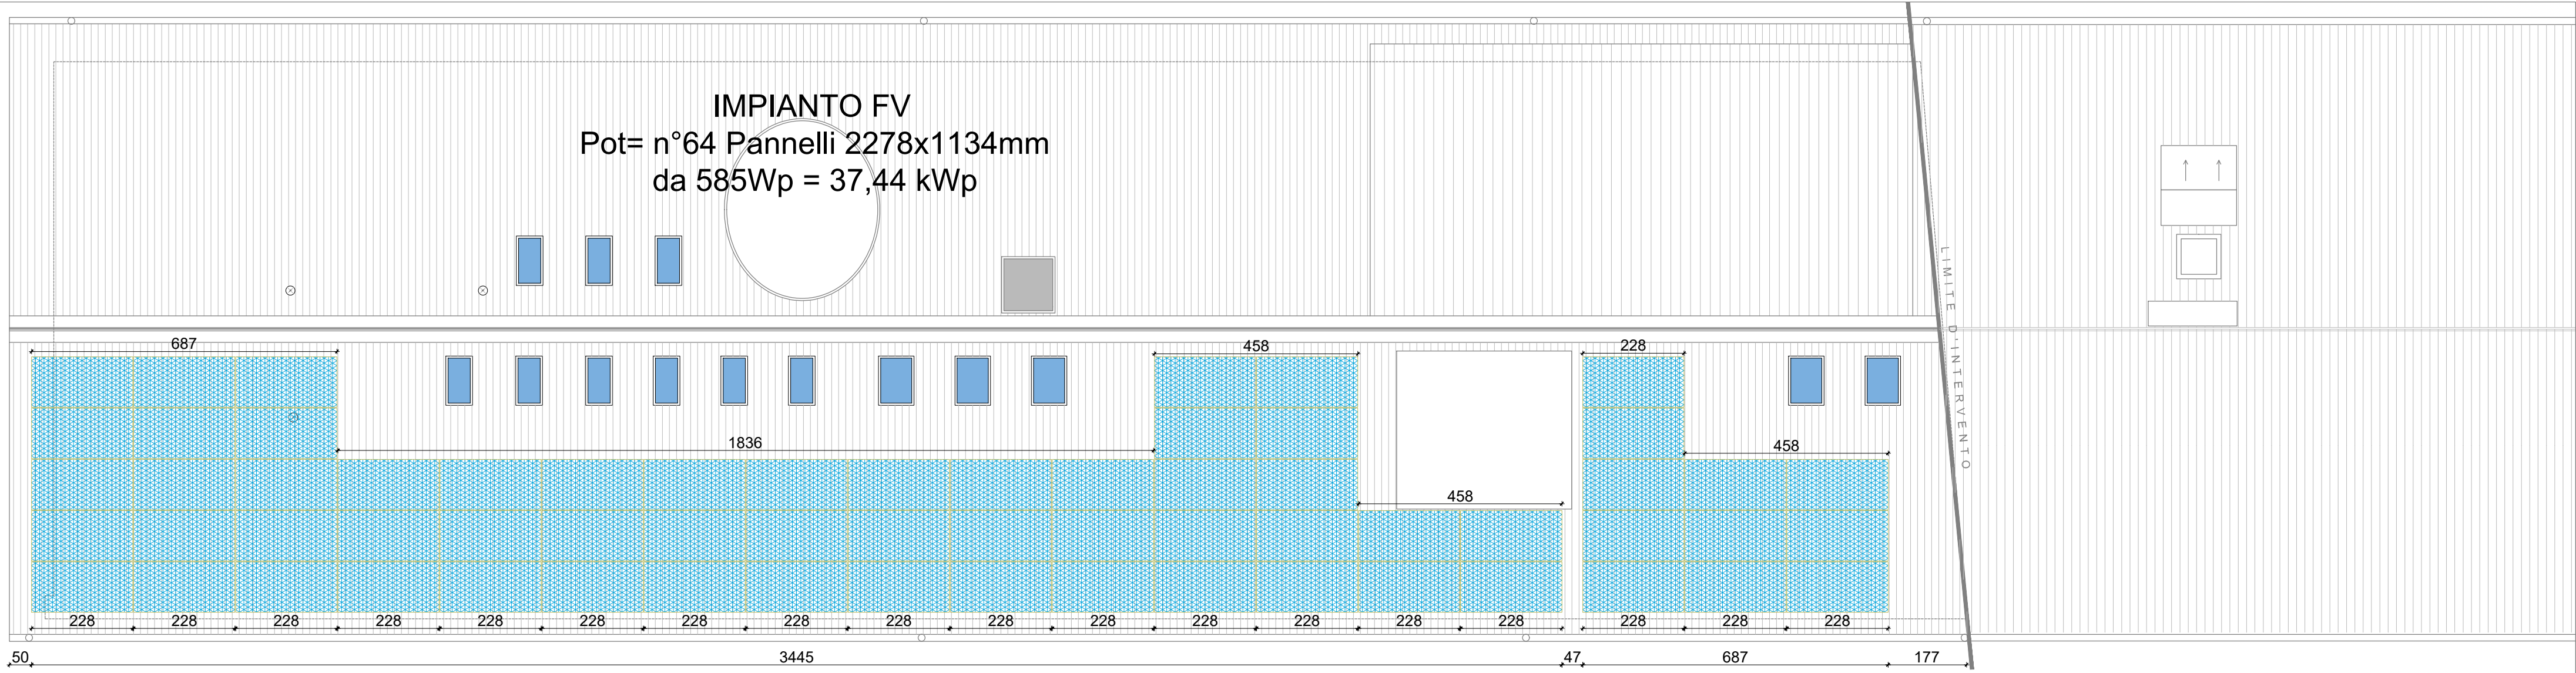 IMPIANTO FV
Pot= n°64 Pannelli 2278x1134mm
da 585Wp = 37,44 kWp
LIMITE D'INTERVENTO
687
458
228
1836
458
458
228 228 228 228 228 228 228 228 228 228 228 228 228 228 228 228 228 228
50 3445 47 687 177